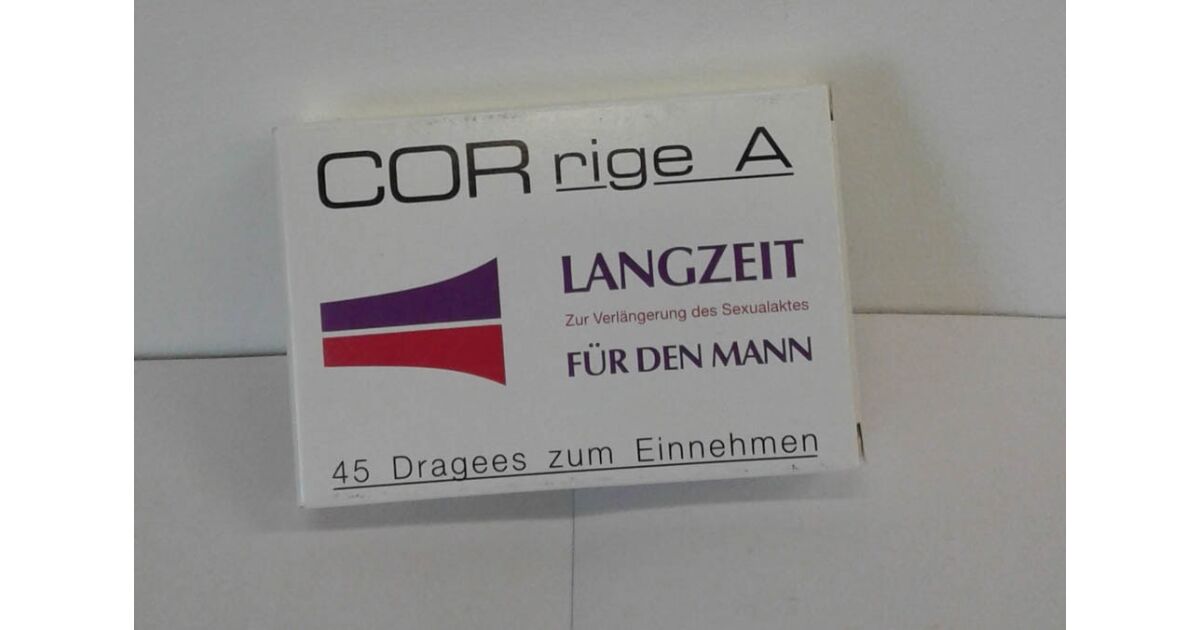 COR rige A
LANGZEIT
Zur Verlängerung des Sexualaktes
FÜR DEN MANN
45 Dragees zum Einnehmen